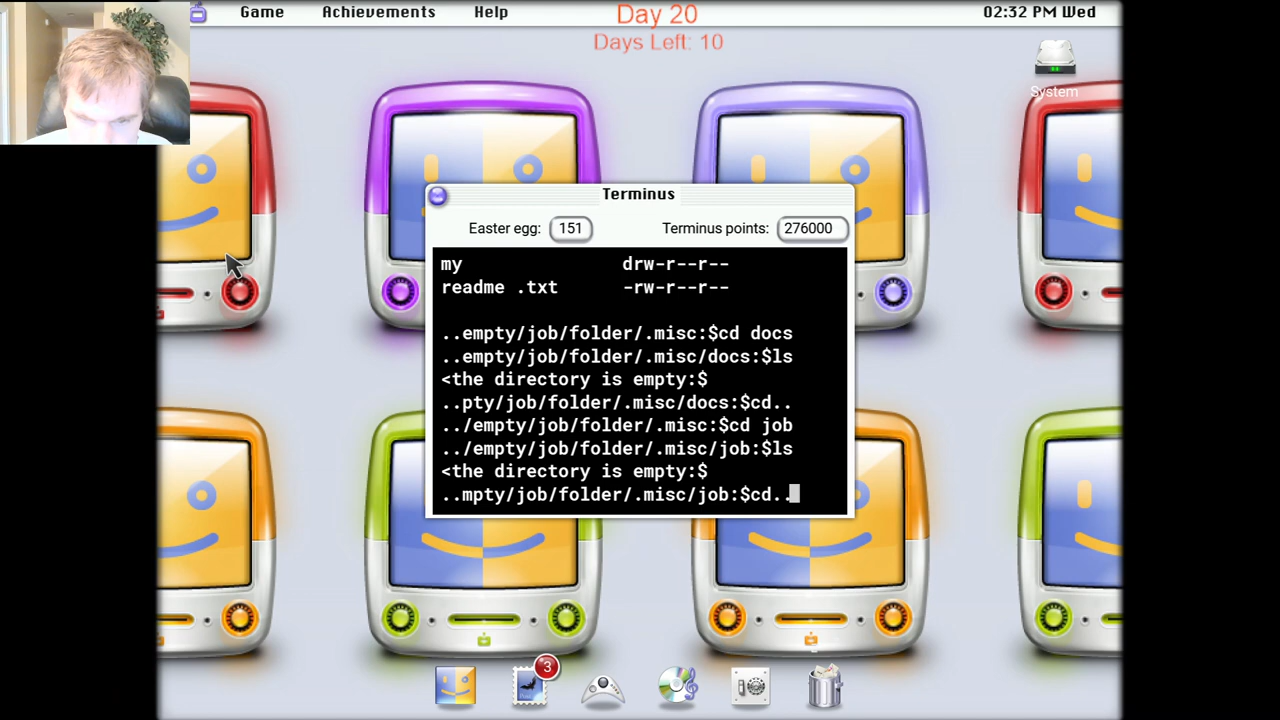 Game Achievements Help Day 20 02:32 PM Wed
Days Left: 10
System
Terminus
Easter egg: 151 Terminus points: 276000
my drw-r--r--
readme .txt -rw-r--r--
..empty/job/folder/.misc:$cd docs
..empty/job/folder/.misc/docs:$ls
<the directory is empty:$
..pty/job/folder/.misc/docs:$cd..
../empty/job/folder/.misc:$cd job
../empty/job/folder/.misc/job:$ls
<the directory is empty:$
..mpty/job/folder/.misc/job:$cd..
3